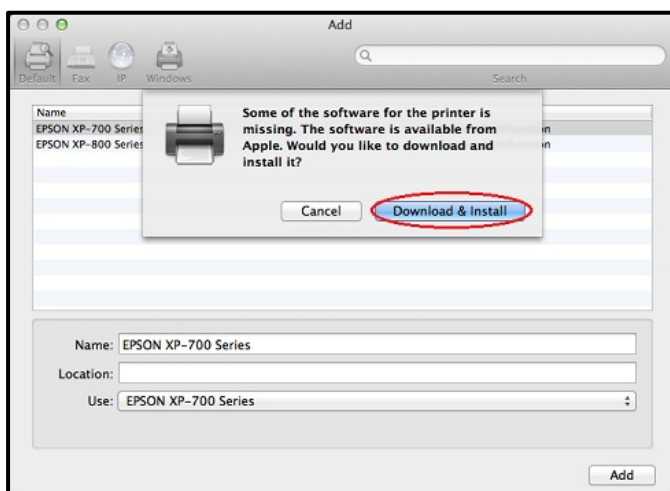 Add
Default Fax IP Windows
Search
Name
EPSON XP-700 Series
EPSON XP-800 Series
Some of the software for the printer is
missing. The software is available from
Apple. Would you like to download and
install it?
Cancel Download & Install
Name: EPSON XP-700 Series
Location:
Use: EPSON XP-700 Series
Add